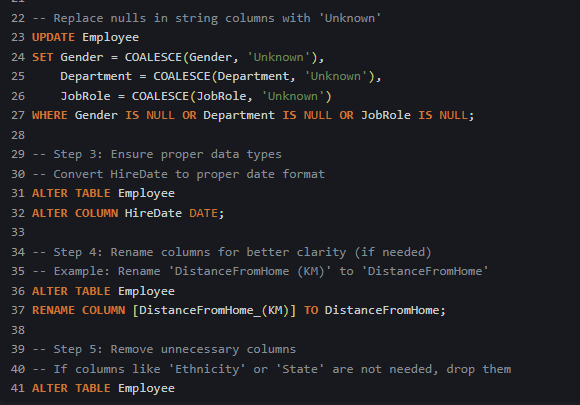 22 -- Replace nulls in string columns with 'Unknown'
23 UPDATE Employee
24 SET Gender = COALESCE(Gender, 'Unknown'),
25     Department = COALESCE(Department, 'Unknown'),
26     JobRole = COALESCE(JobRole, 'Unknown')
27 WHERE Gender IS NULL OR Department IS NULL OR JobRole IS NULL;
28
29 -- Step 3: Ensure proper data types
30 -- Convert HireDate to proper date format
31 ALTER TABLE Employee
32 ALTER COLUMN HireDate DATE;
33
34 -- Step 4: Rename columns for better clarity (if needed)
35 -- Example: Rename 'DistanceFromHome (KM)' to 'DistanceFromHome'
36 ALTER TABLE Employee
37 RENAME COLUMN [DistanceFromHome_(KM)] TO DistanceFromHome;
38
39 -- Step 5: Remove unnecessary columns
40 -- If columns like 'Ethnicity' or 'State' are not needed, drop them
41 ALTER TABLE Employee